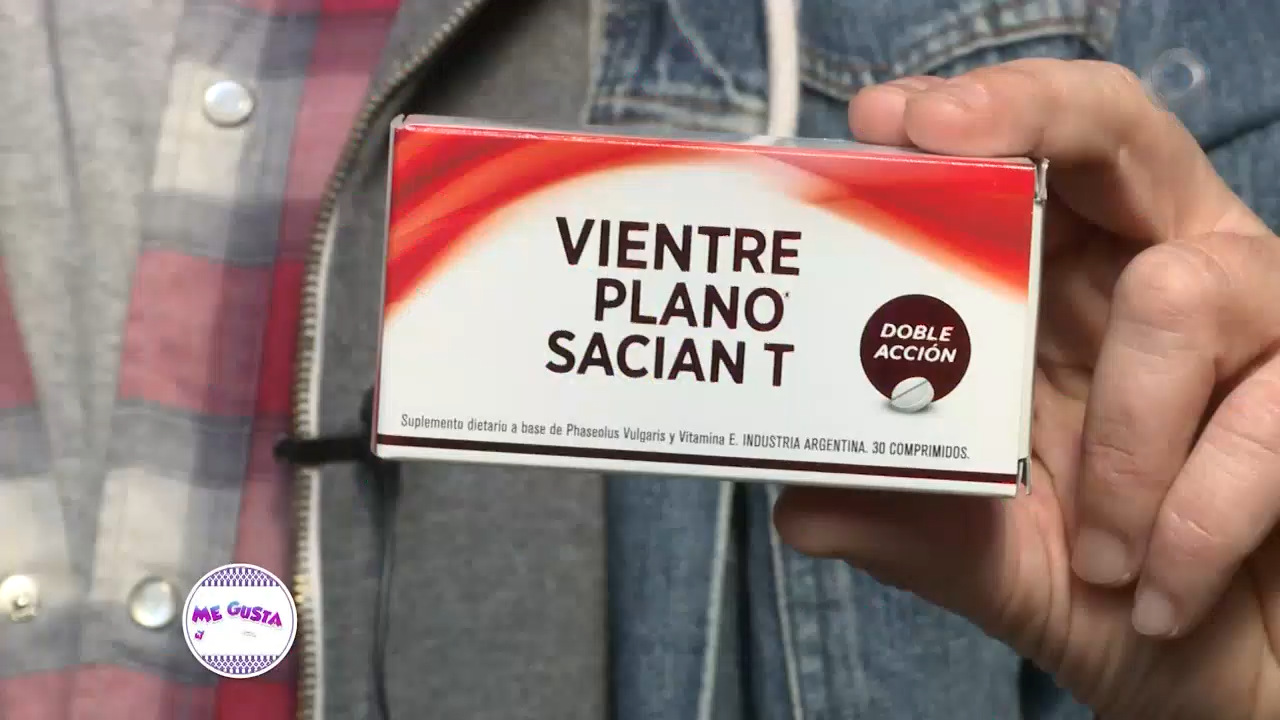 VIENTRE
PLANO
SACIAN T
DOBLE
ACCIÓN
Suplemento dietario a base de Phaseolus Vulgaris y Vitamina E. INDUSTRIA ARGENTINA. 30 COMPRIMIDOS.
ME GUSTA